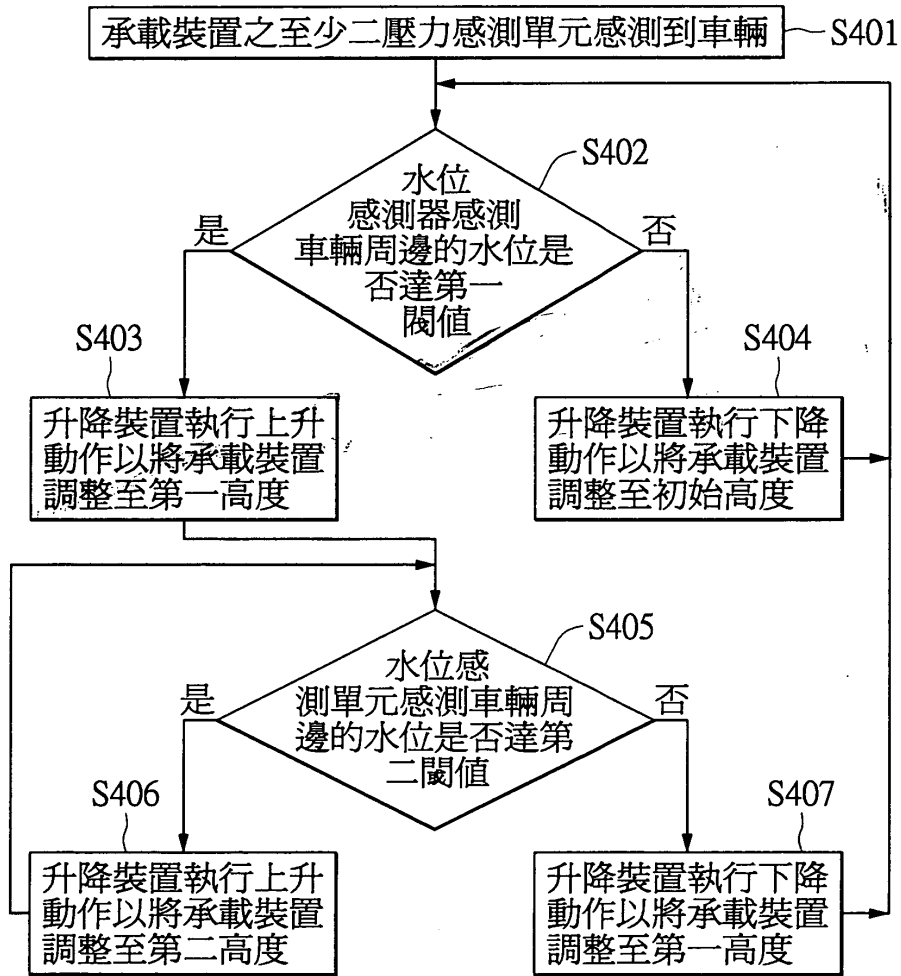 承載裝置之至少二壓力感測單元感測到車輛
S401
S402
水位
感測器感測
車輛周邊的水位是
否達第一
閥值
是
否
S403
升降裝置執行上升
動作以將承載裝置
調整至第一高度
S404
升降裝置執行下降
動作以將承載裝置
調整至初始高度
S405
水位感
測單元感測車輛周
邊的水位是否達第
二閥值
是
否
S406
升降裝置執行上升
動作以將承載裝置
調整至第二高度
S407
升降裝置執行下降
動作以將承載裝置
調整至第一高度